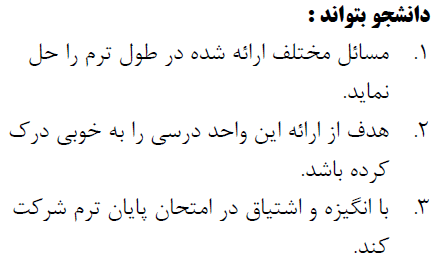 دانشجو بتواند :
۱. مسائل مختلف ارائه شده در طول ترم را حل
نماید.
۲. هدف از ارائه این واحد درسی را به خوبی درک
کرده باشد.
۳. با انگیزه و اشتیاق در امتحان پایان ترم شرکت
کند.